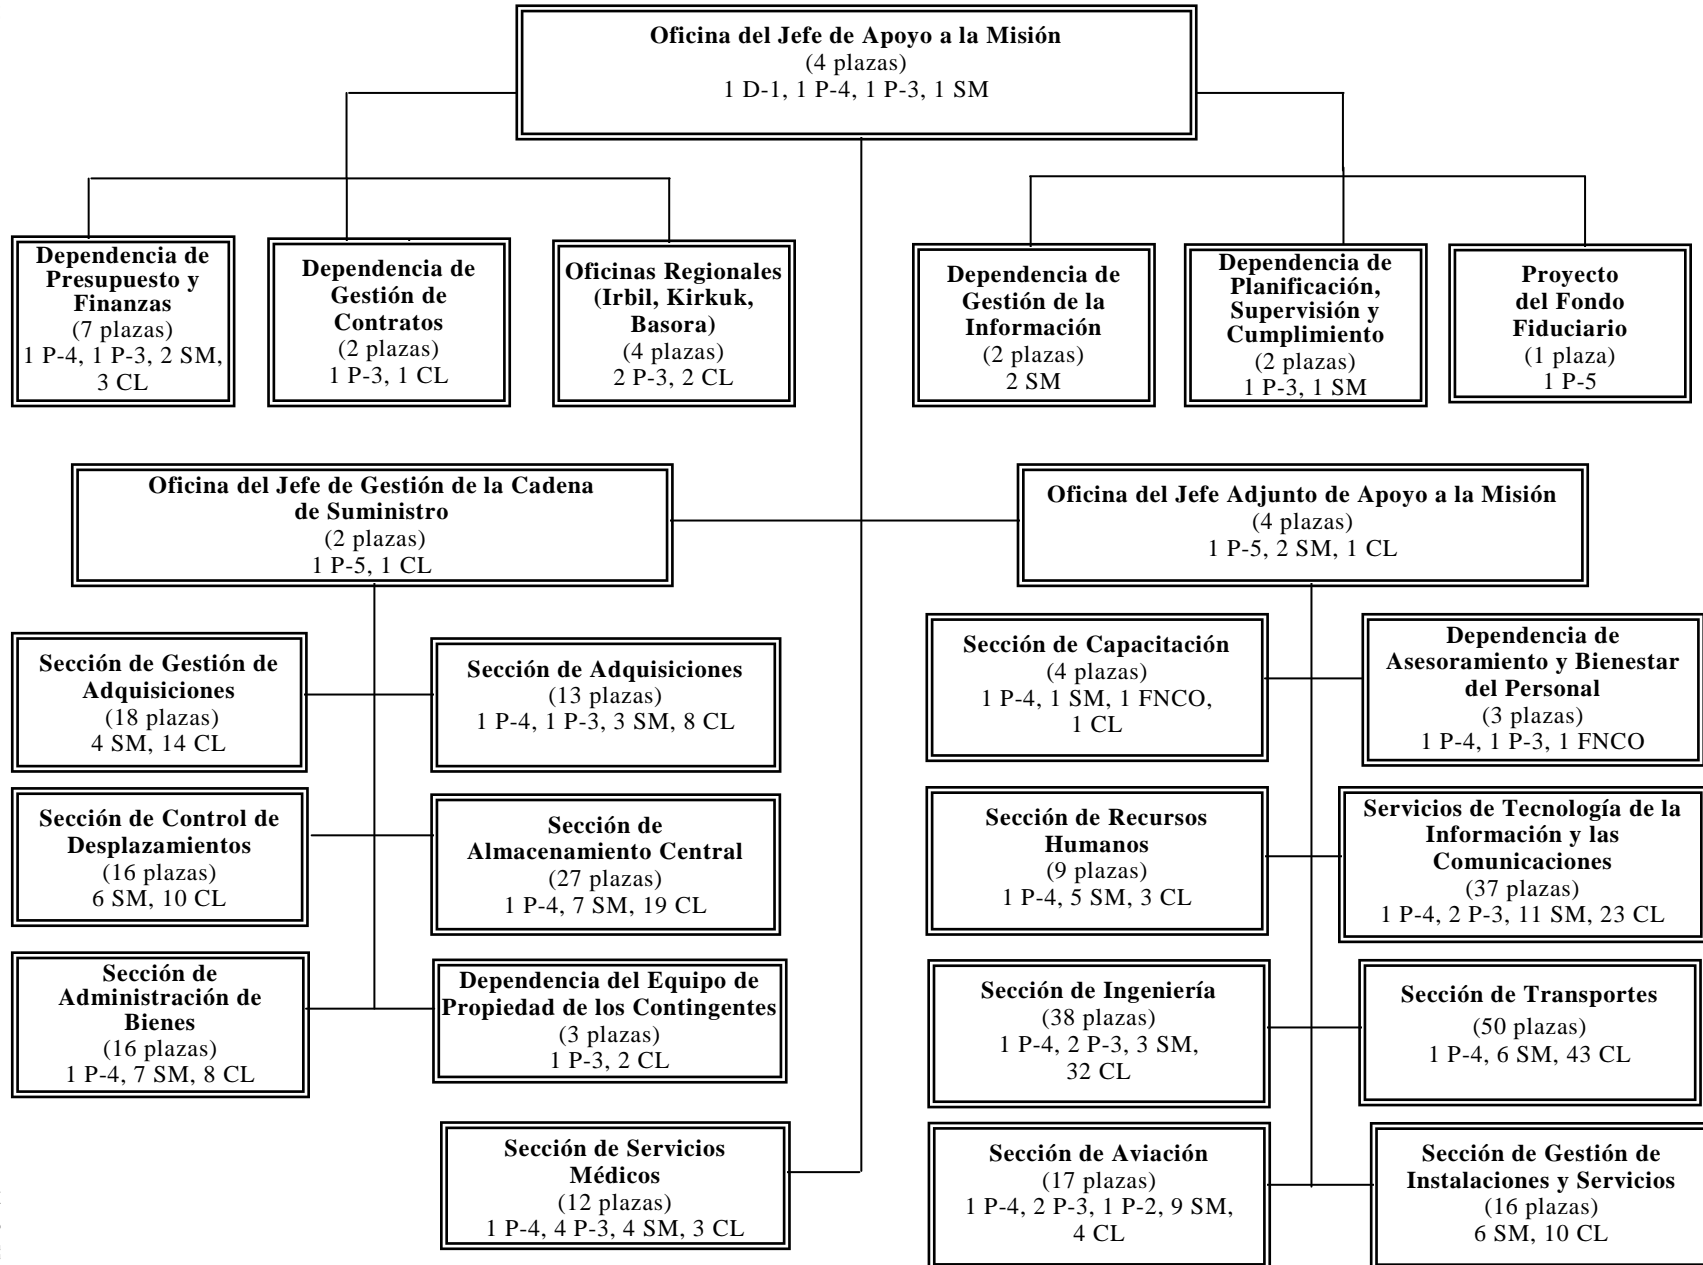 Oficina del Jefe de Apoyo a la Misión
(4 plazas)
1 D-1, 1 P-4, 1 P-3, 1 SM
Dependencia de
Presupuesto y
Finanzas
(7 plazas)
1 P-4, 1 P-3, 2 SM,
3 CL
Dependencia de
Gestión de
Contratos
(2 plazas)
1 P-3, 1 CL
Oficinas Regionales
(Irbil, Kirkuk,
Basora)
(4 plazas)
2 P-3, 2 CL
Dependencia de
Gestión de la
Información
(2 plazas)
2 SM
Dependencia de
Planificación,
Supervisión y
Cumplimiento
(2 plazas)
1 P-3, 1 SM
Proyecto
del Fondo
Fiduciario
(1 plaza)
1 P-5
Oficina del Jefe de Gestión de la Cadena
de Suministro
(2 plazas)
1 P-5, 1 CL
Oficina del Jefe Adjunto de Apoyo a la Misión
(4 plazas)
1 P-5, 2 SM, 1 CL
Sección de Gestión de
Adquisiciones
(18 plazas)
4 SM, 14 CL
Sección de Adquisiciones
(13 plazas)
1 P-4, 1 P-3, 3 SM, 8 CL
Sección de Capacitación
(4 plazas)
1 P-4, 1 SM, 1 FNCO,
1 CL
Dependencia de
Asesoramiento y Bienestar
del Personal
(3 plazas)
1 P-4, 1 P-3, 1 FNCO
Sección de Control de
Desplazamientos
(16 plazas)
6 SM, 10 CL
Sección de
Almacenamiento Central
(27 plazas)
1 P-4, 7 SM, 19 CL
Sección de Recursos
Humanos
(9 plazas)
1 P-4, 5 SM, 3 CL
Servicios de Tecnología de la
Información y las
Comunicaciones
(37 plazas)
1 P-4, 2 P-3, 11 SM, 23 CL
Sección de
Administración de
Bienes
(16 plazas)
1 P-4, 7 SM, 8 CL
Dependencia del Equipo de
Propiedad de los Contingentes
(3 plazas)
1 P-3, 2 CL
Sección de Ingeniería
(38 plazas)
1 P-4, 2 P-3, 3 SM,
32 CL
Sección de Transportes
(50 plazas)
1 P-4, 6 SM, 43 CL
Sección de Servicios
Médicos
(12 plazas)
1 P-4, 4 P-3, 4 SM, 3 CL
Sección de Aviación
(17 plazas)
1 P-4, 2 P-3, 1 P-2, 9 SM,
4 CL
Sección de Gestión de
Instalaciones y Servicios
(16 plazas)
6 SM, 10 CL